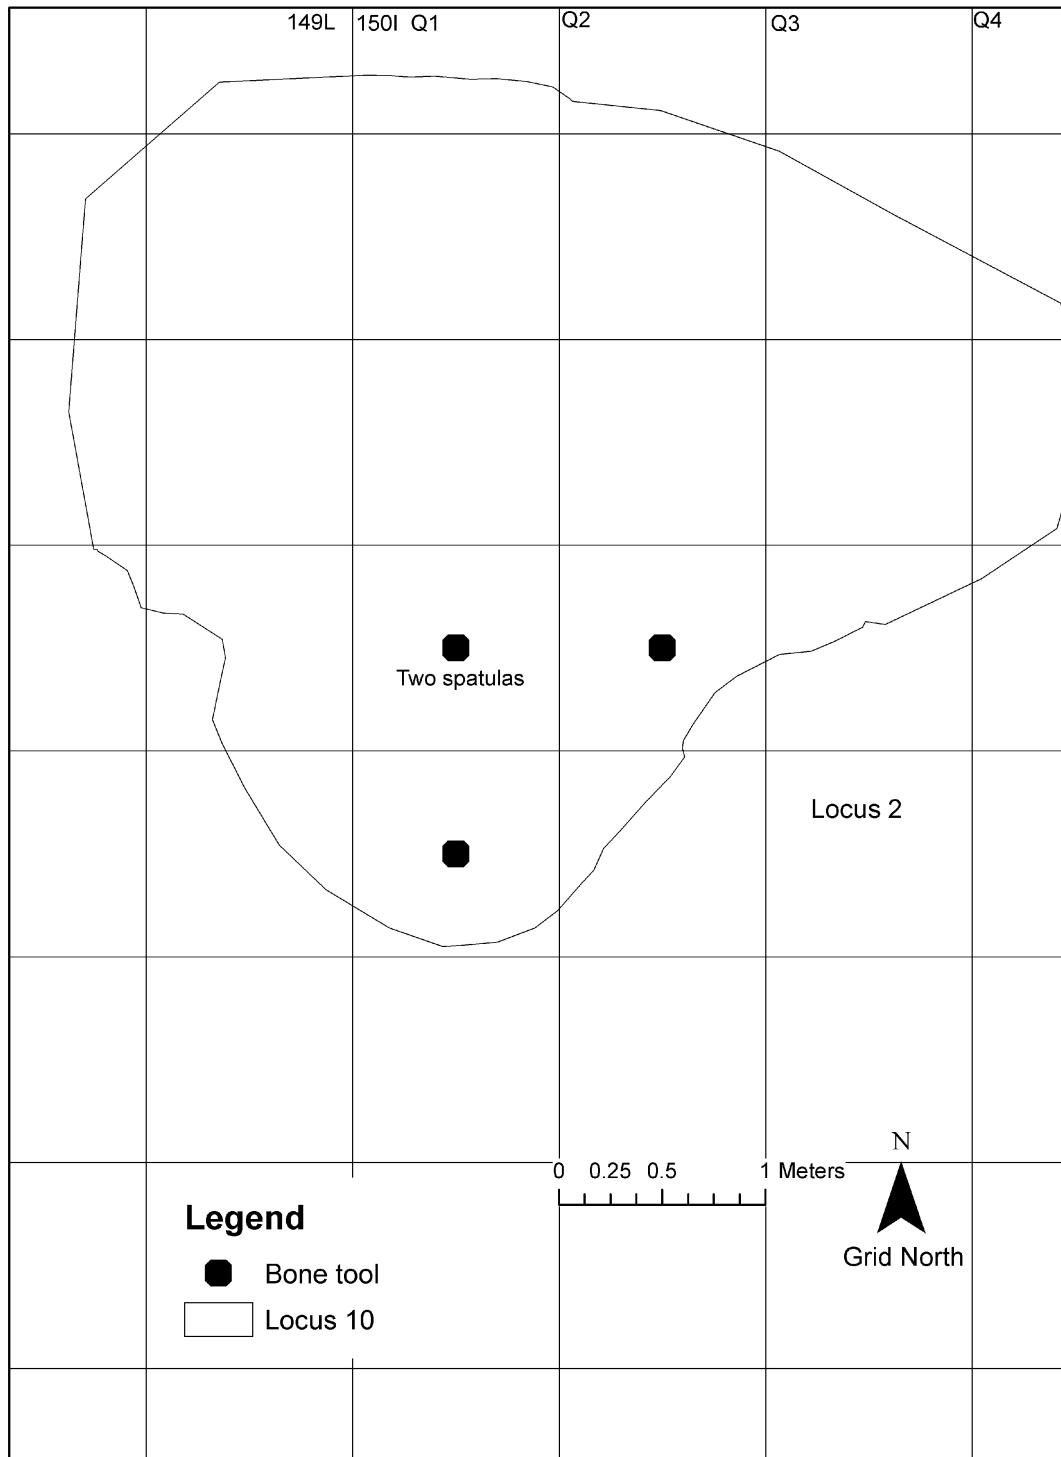 149L 150I Q1 Q2 Q3 Q4
Two spatulas
Locus 2
N
0 0.25 0.5 1 Meters
Legend
Grid North
Bone tool
Locus 10